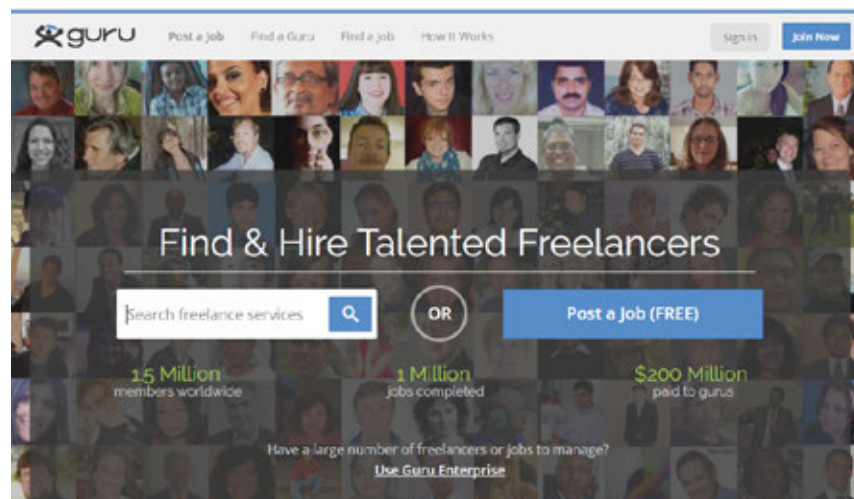 guru
Post a Job Find a Guru Find a Job How It Works
Sign In
Join Now
Find & Hire Talented Freelancers
Search freelance services
OR
Post a Job (FREE)
1.5 Million
members worldwide
1 Million
jobs completed
$200 Million
paid to gurus
Have a large number of freelancers or jobs to manage?
Use Guru Enterprise